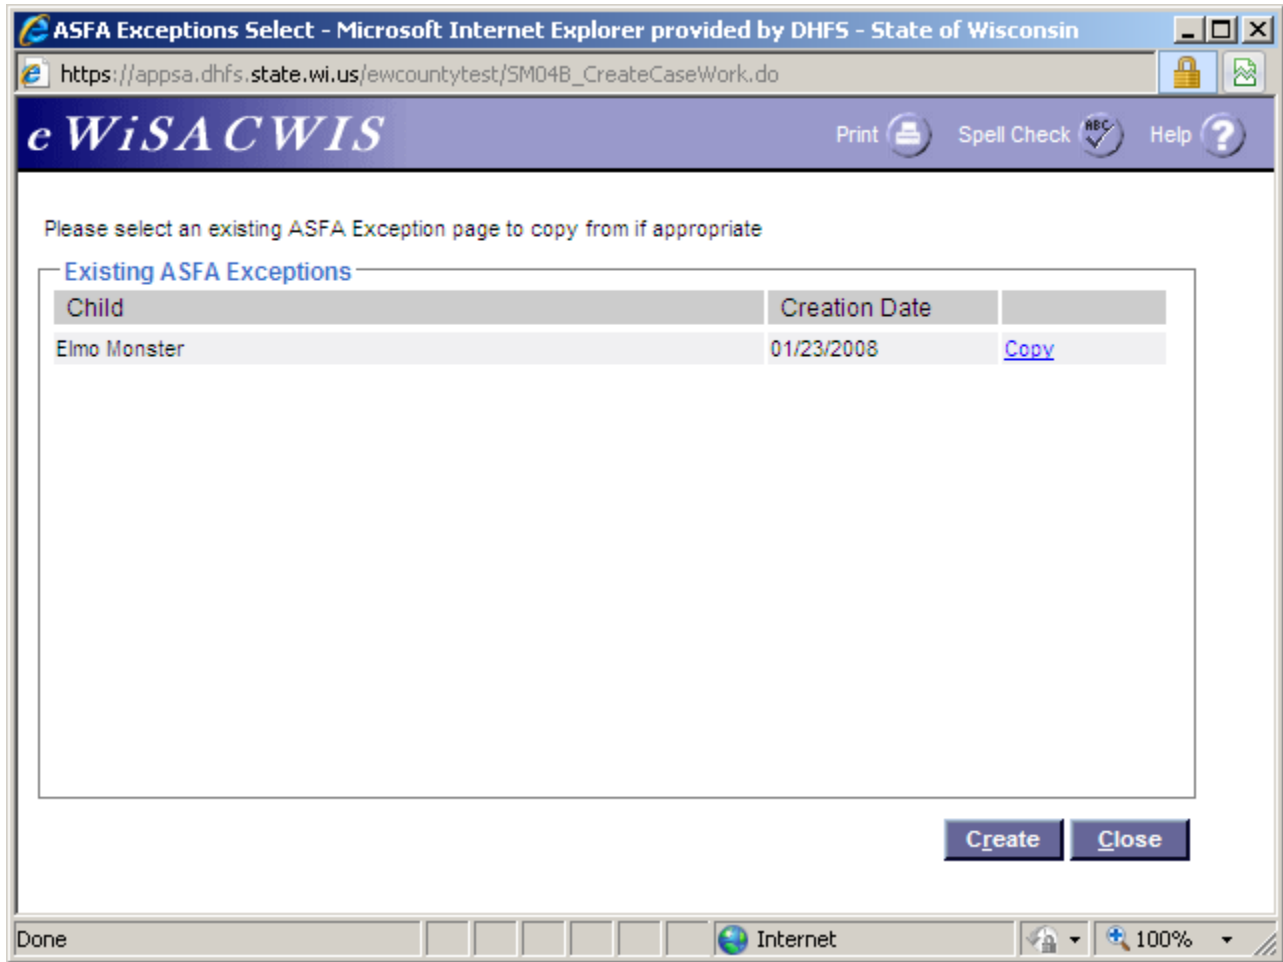 ASFA Exceptions Select - Microsoft Internet Explorer provided by DHFS - State of Wisconsin
https://appsa.dhfs.state.wi.us/ewcountytest/SM04B_CreateCaseWork.do
e WiSACWIS Print Spell Check ABC Help ?
Please select an existing ASFA Exception page to copy from if appropriate
Existing ASFA Exceptions
Child Creation Date
Elmo Monster 01/23/2008 Copy
Create Close
Done Internet 100%